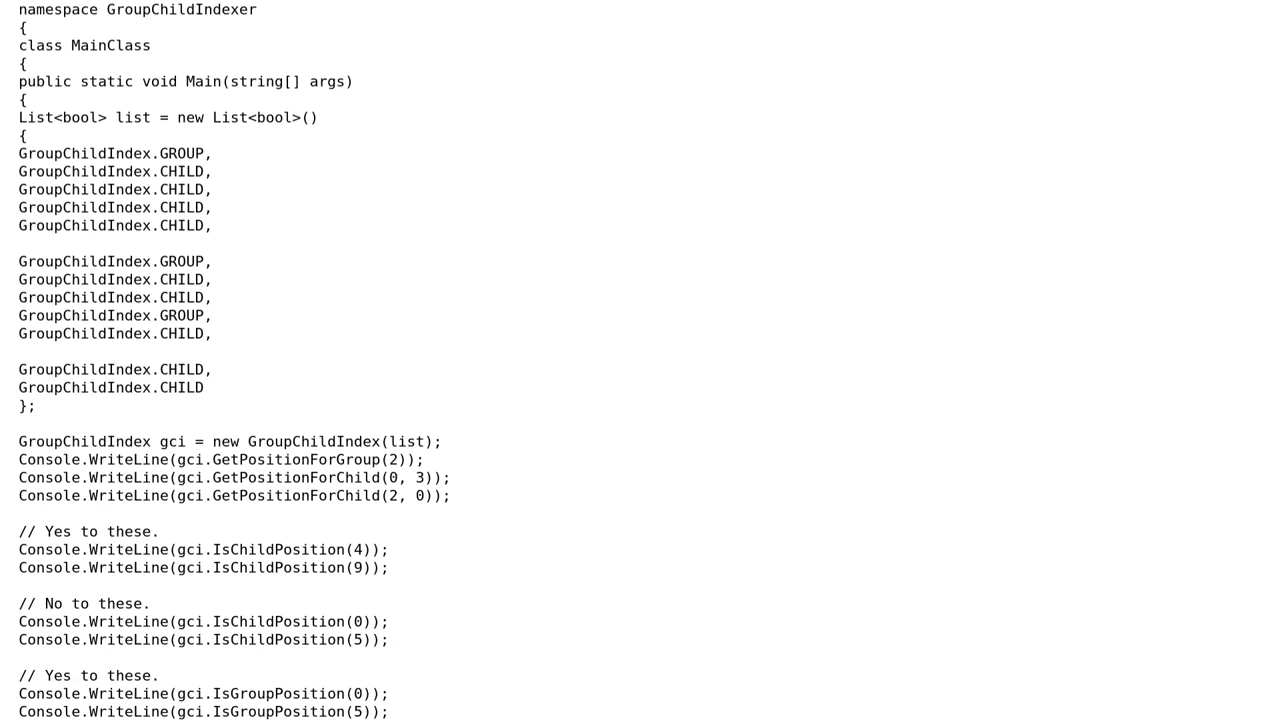 namespace GroupChildIndexer
{
class MainClass
{
public static void Main(string[] args)
{
List<bool> list = new List<bool>()
{
GroupChildIndex.GROUP,
GroupChildIndex.CHILD,
GroupChildIndex.CHILD,
GroupChildIndex.CHILD,
GroupChildIndex.CHILD,

GroupChildIndex.GROUP,
GroupChildIndex.CHILD,
GroupChildIndex.CHILD,
GroupChildIndex.GROUP,
GroupChildIndex.CHILD,

GroupChildIndex.CHILD,
GroupChildIndex.CHILD
};

GroupChildIndex gci = new GroupChildIndex(list);
Console.WriteLine(gci.GetPositionForGroup(2));
Console.WriteLine(gci.GetPositionForChild(0, 3));
Console.WriteLine(gci.GetPositionForChild(2, 0));

// Yes to these.
Console.WriteLine(gci.IsChildPosition(4));
Console.WriteLine(gci.IsChildPosition(9));

// No to these.
Console.WriteLine(gci.IsChildPosition(0));
Console.WriteLine(gci.IsChildPosition(5));

// Yes to these.
Console.WriteLine(gci.IsGroupPosition(0));
Console.WriteLine(gci.IsGroupPosition(5));